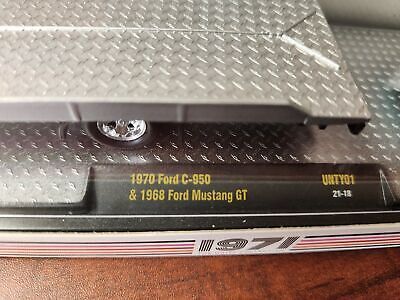 1970 Ford C-950
& 1968 Ford Mustang GT
UNTY01
21-18
1971